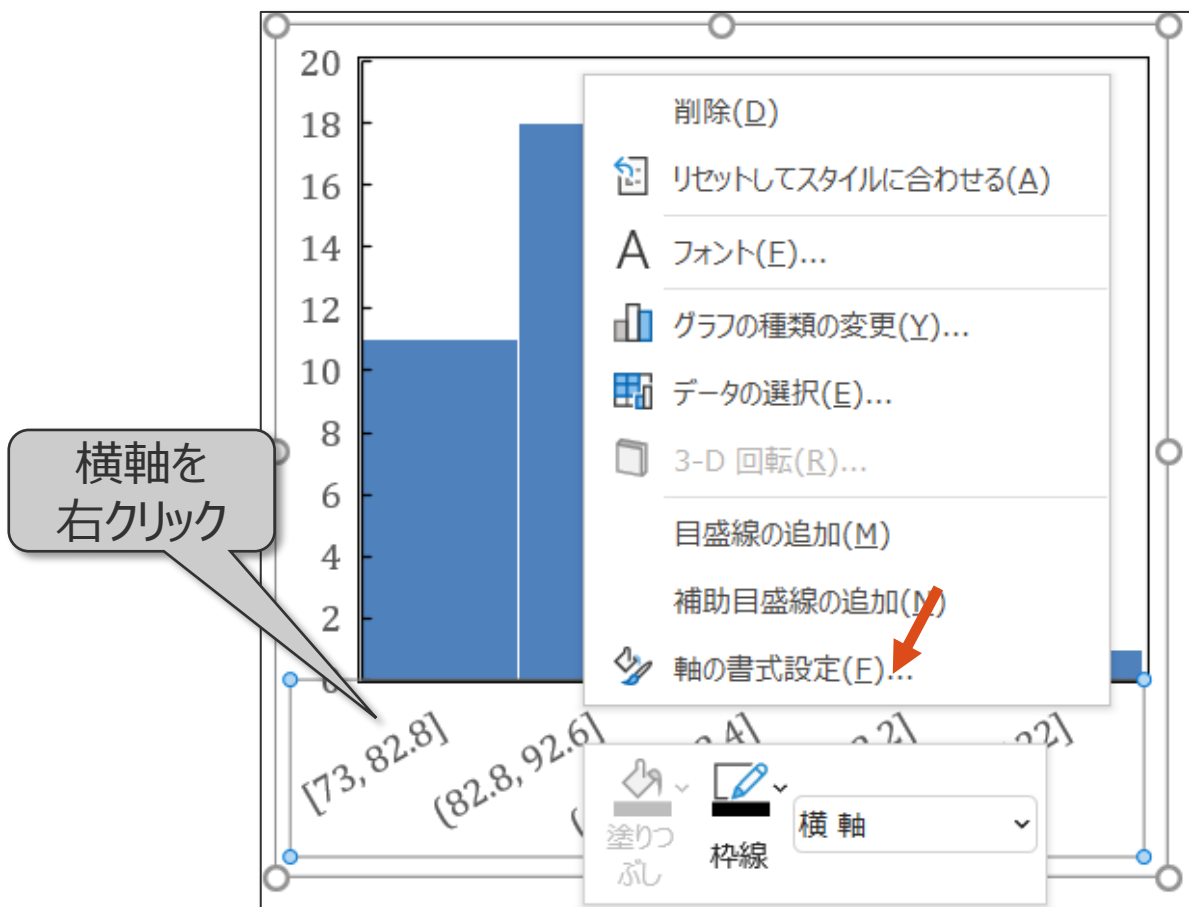 20
18
16
14
12
10
8
6
4
2
削除(D)
リセットしてスタイルに合わせる(A)
フォント(F)...
グラフの種類の変更(Y)...
データの選択(E)...
3-D 回転(R)...
目盛線の追加(M)
補助目盛線の追加(N)
軸の書式設定(F)...
横軸を
右クリック
[73, 82.8]
(82.8, 92.6]
塗りつ
ぶし
枠線
横 軸